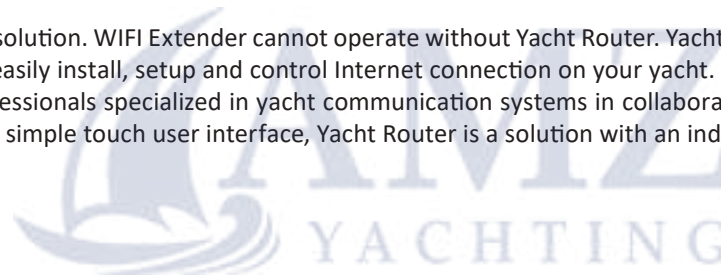 solution. WIFI Extender cannot operate without Yacht Router. Yacht
easily install, setup and control Internet connection on your yacht.
essionals specialized in yacht communication systems in collabora
simple touch user interface, Yacht Router is a solution with an ind
AMZ
YACHTING